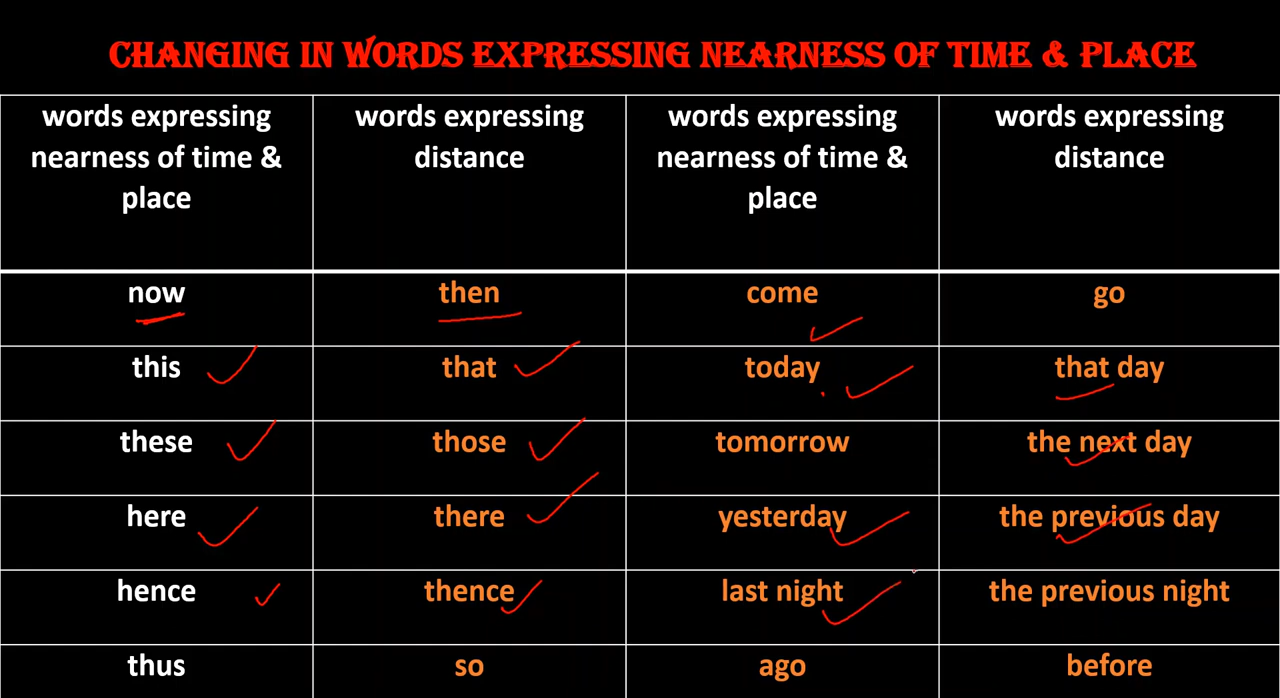 CHANGING IN WORDS EXPRESSING NEARNESS OF TIME & PLACE
words expressing nearness of time & place | words expressing distance | words expressing nearness of time & place | words expressing distance
now | then | come | go
this | that | today | that day
these | those | tomorrow | the next day
here | there | yesterday | the previous day
hence | thence | last night | the previous night
thus | so | ago | before